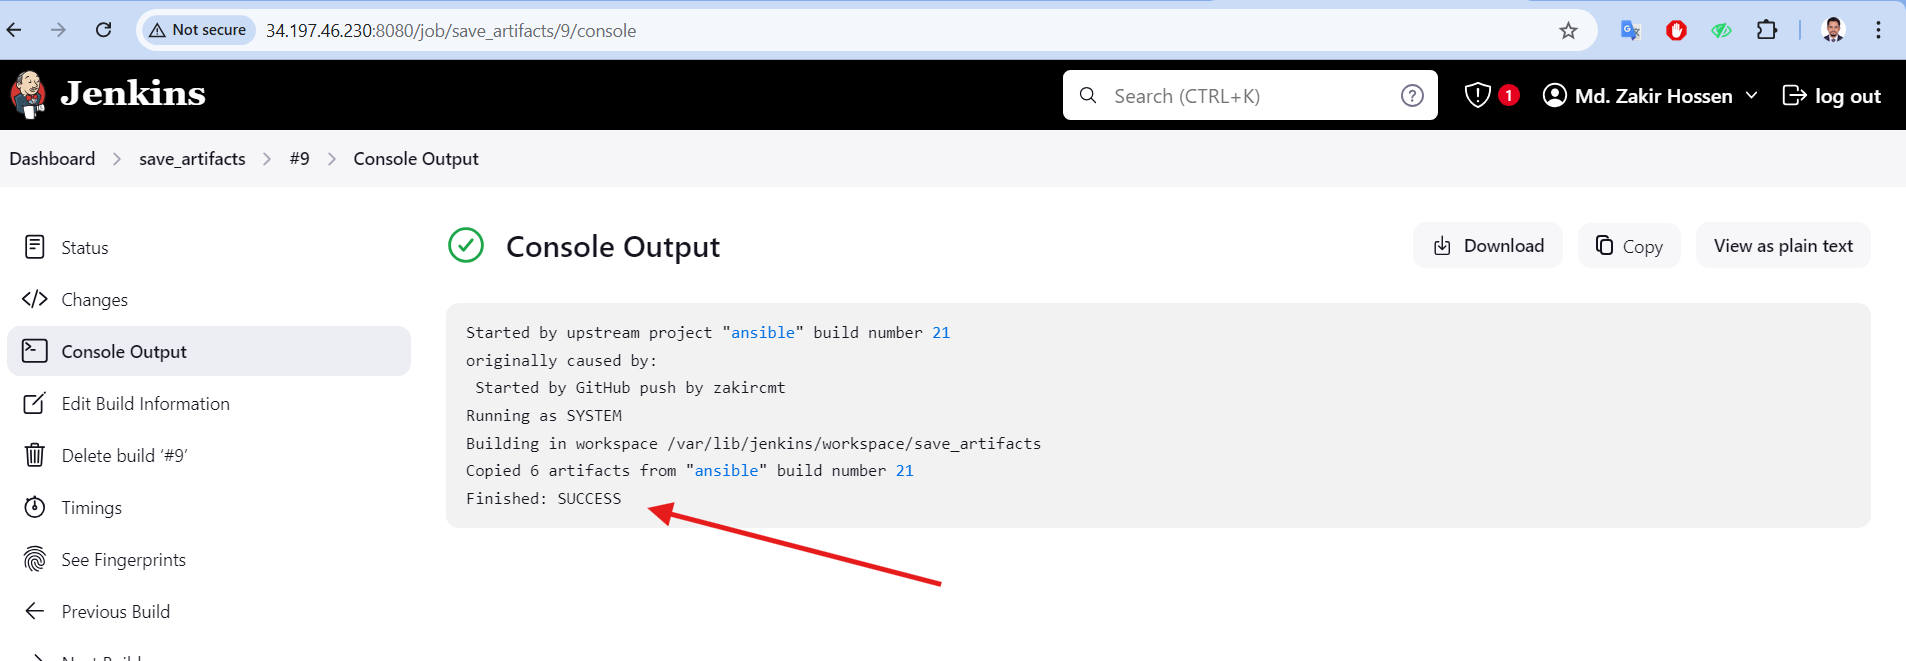 Not secure 34.197.46.230:8080/job/save_artifacts/9/console
Jenkins
Search (CTRL+K)
?
1
Md. Zakir Hossen
log out
Dashboard > save_artifacts > #9 > Console Output
Status
Changes
Console Output
Edit Build Information
Delete build ‘#9’
Timings
See Fingerprints
Previous Build
Console Output
Download
Copy
View as plain text
Started by upstream project "ansible" build number 21
originally caused by:
Started by GitHub push by zakircmt
Running as SYSTEM
Building in workspace /var/lib/jenkins/workspace/save_artifacts
Copied 6 artifacts from "ansible" build number 21
Finished: SUCCESS